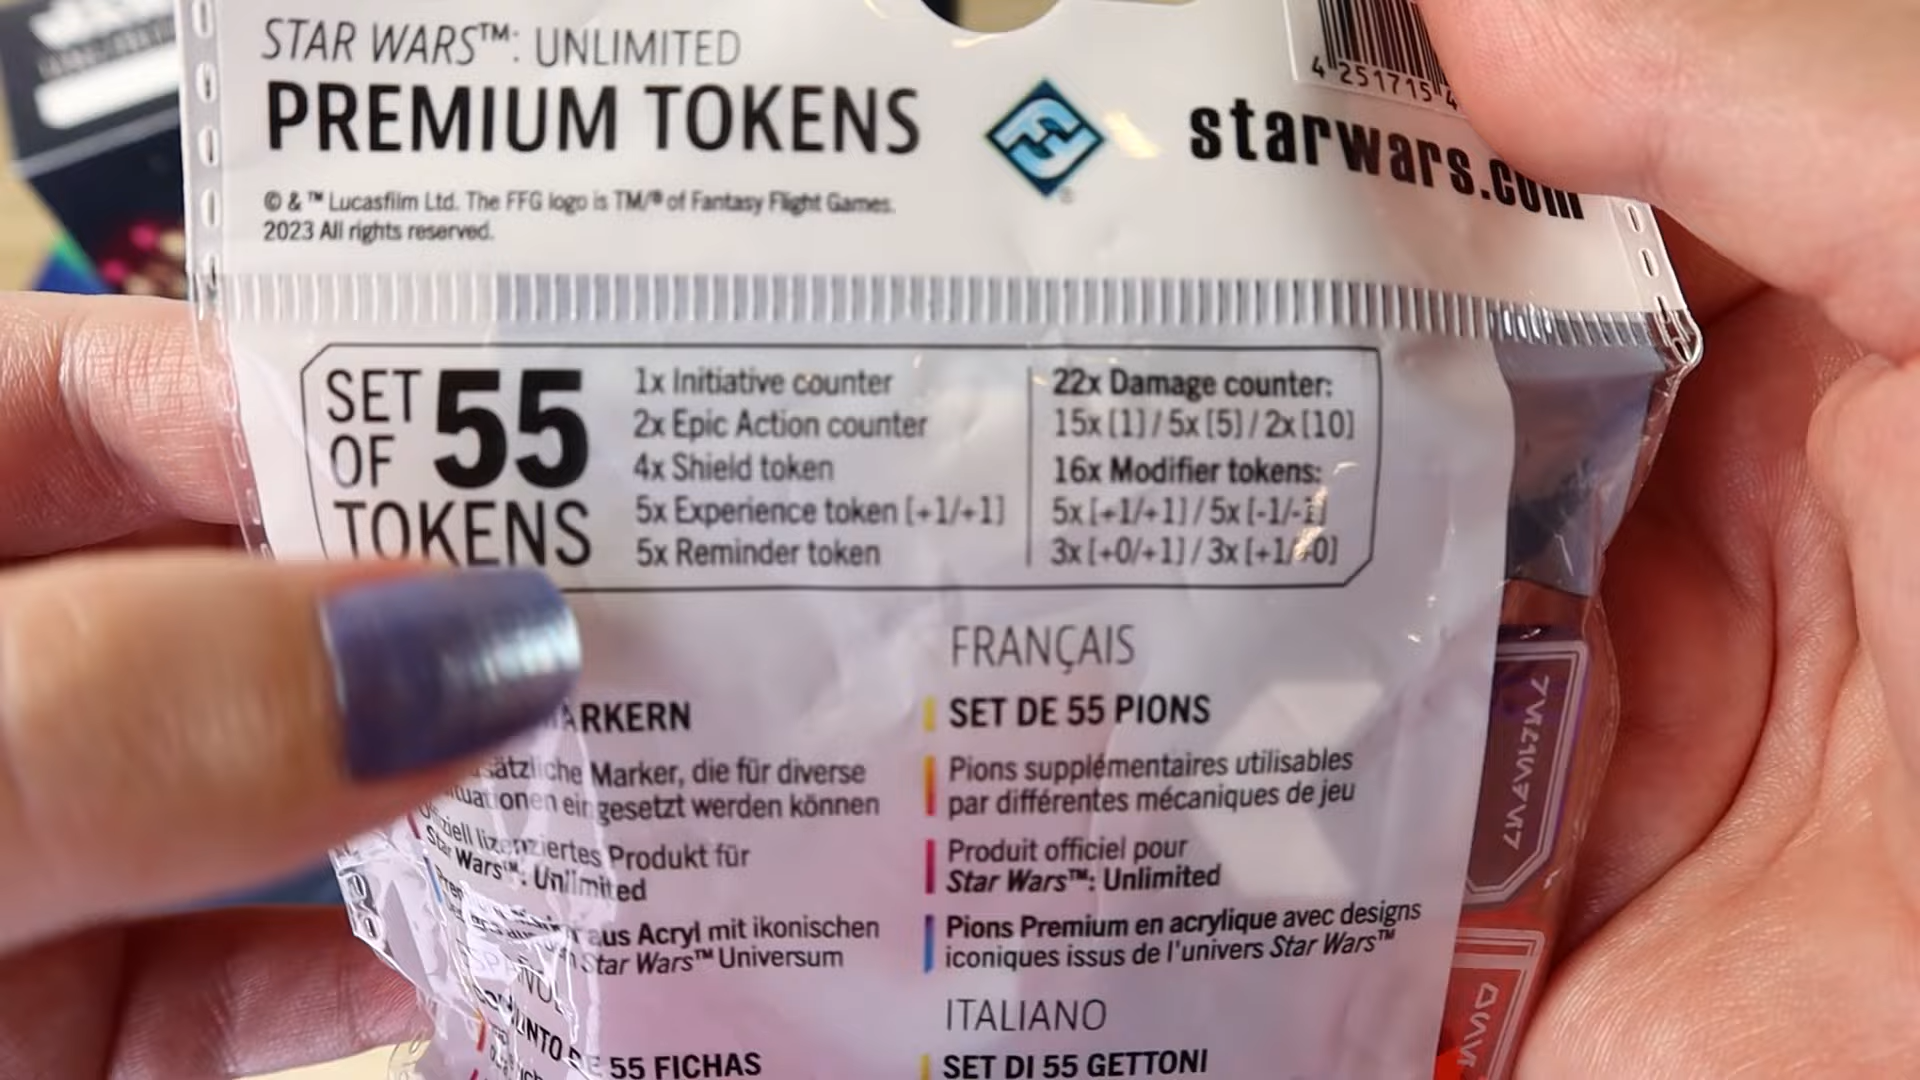 STAR WARS™: UNLIMITED
PREMIUM TOKENS
© & ™ Lucasfilm Ltd. The FFG logo is TM/® of Fantasy Flight Games.
2023 All rights reserved.
4 251715 4
starwars.com
SET OF 55 TOKENS
1x Initiative counter
2x Epic Action counter
4x Shield token
5x Experience token [+1/+1]
5x Reminder token
22x Damage counter:
15x [1] / 5x [5] / 2x [10]
16x Modifier tokens:
5x [+1/+1] / 5x [-1/-1]
3x [+0/+1] / 3x [+1/+0]
ARKERN
Marker, die für diverse
eingesetzt werden können
lizenziertes Produkt für
Star Wars™: Unlimited
aus Acryl mit ikonischen
Star Wars™ Universum
DE 55 FICHAS
FRANÇAIS
SET DE 55 PIONS
Pions supplémentaires utilisables
par différentes mécaniques de jeu
Produit officiel pour
Star Wars™: Unlimited
Pions Premium en acrylique avec designs
iconiques issus de l'univers Star Wars™
ITALIANO
SET DI 55 GETTONI